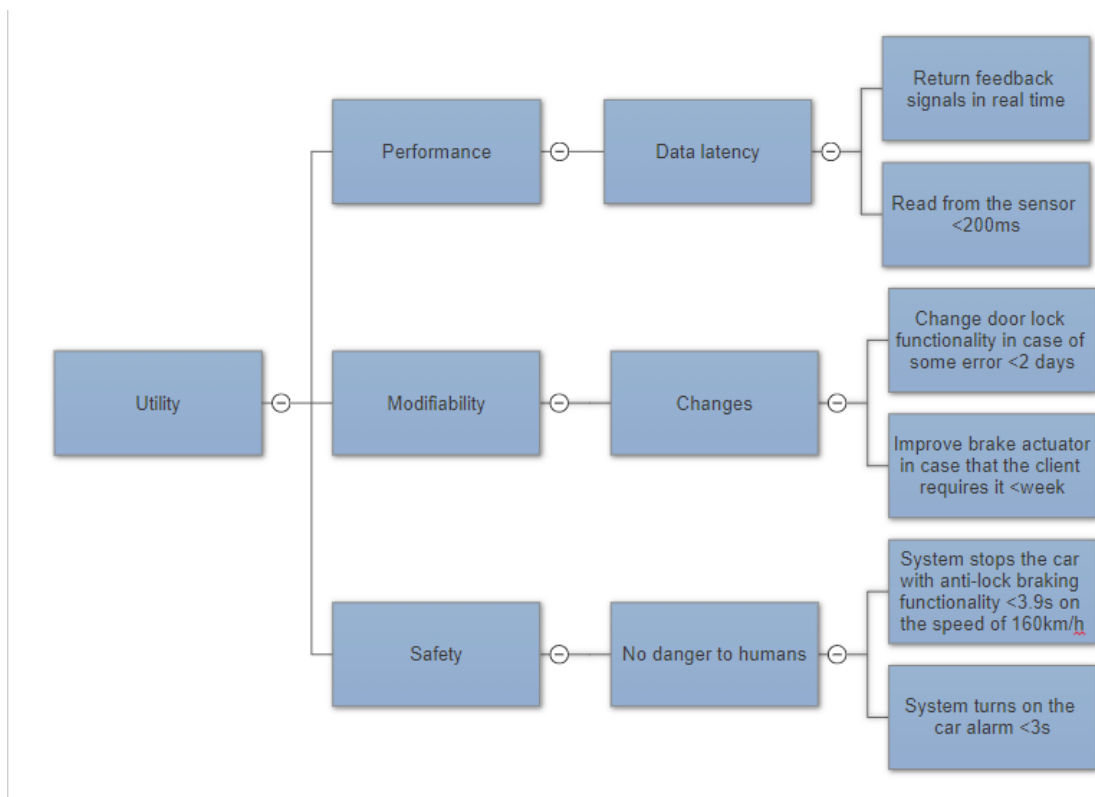 Utility
Performance
Data latency
Return feedback
signals in real time
Read from the sensor
<200ms
Modifiability
Changes
Change door lock
functionality in case of
some error <2 days
Improve brake actuator
in case that the client
requires it <week
Safety
No danger to humans
System stops the car
with anti-lock braking
functionality <3.9s on
the speed of 160km/h
System turns on the
car alarm <3s